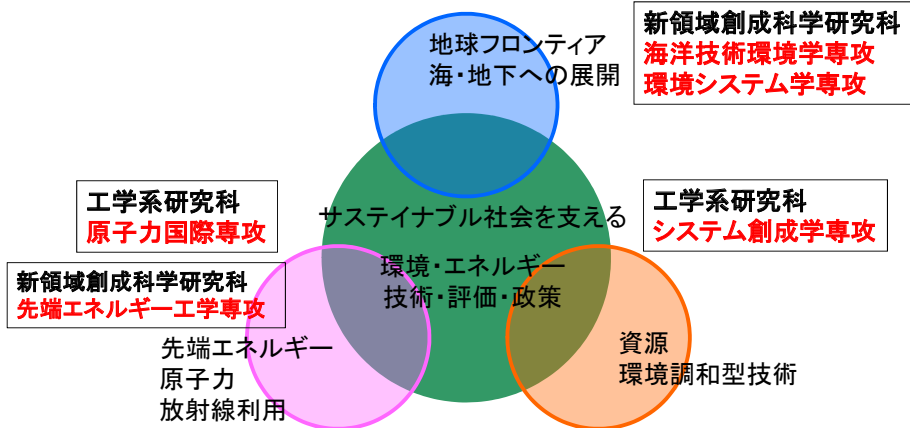 地球フロンティア
海・地下への展開
新領域創成科学研究科
海洋技術環境学専攻
環境システム学専攻
工学系研究科
原子力国際専攻
サステイナブル社会を支える
工学系研究科
システム創成学専攻
新領域創成科学研究科
先端エネルギー工学専攻
環境・エネルギー
技術・評価・政策
先端エネルギー
原子力
放射線利用
資源
環境調和型技術